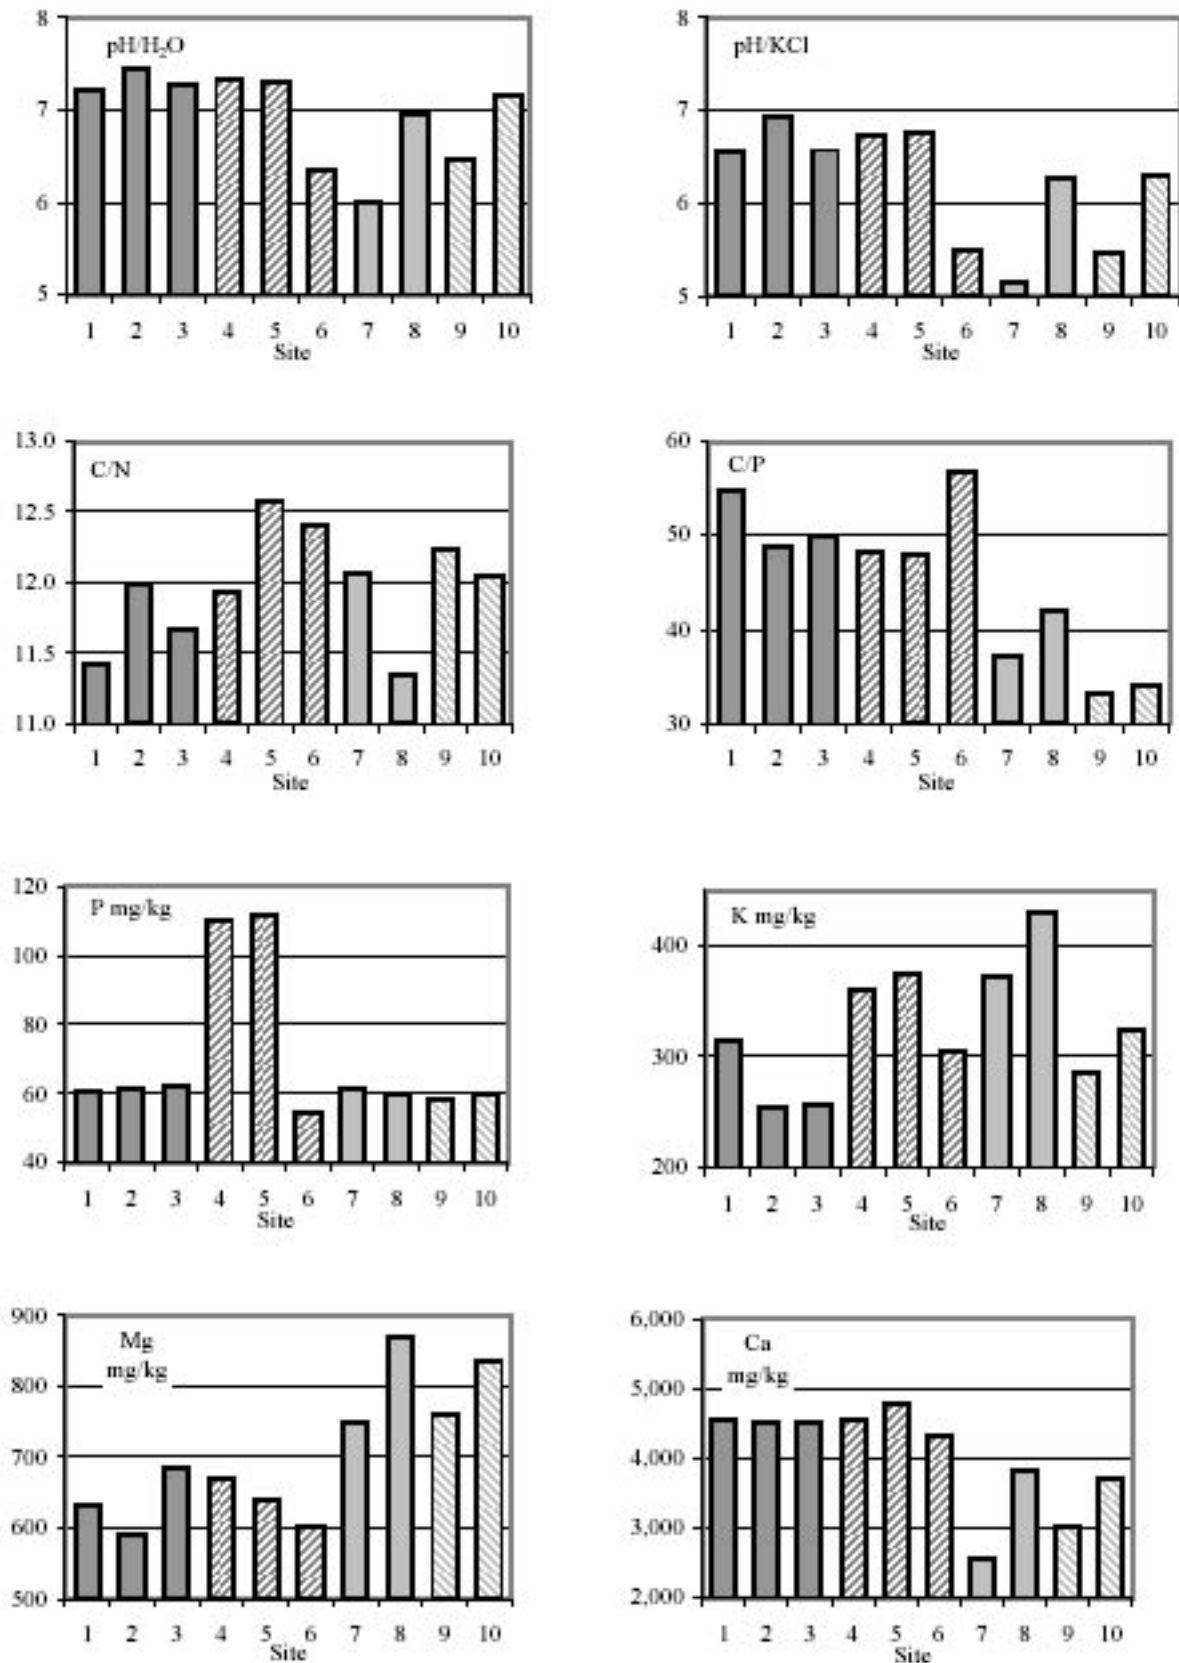 pH/H₂O
8
7
6
5
1 2 3 4 5 6 7 8 9 10
Site
pH/KCl
8
7
6
5
1 2 3 4 5 6 7 8 9 10
Site
C/N
13.0
12.5
12.0
11.5
11.0
1 2 3 4 5 6 7 8 9 10
Site
C/P
60
50
40
30
1 2 3 4 5 6 7 8 9 10
Site
P mg/kg
120
100
80
60
40
1 2 3 4 5 6 7 8 9 10
Site
K mg/kg
400
300
200
1 2 3 4 5 6 7 8 9 10
Site
Mg
mg/kg
900
800
700
600
500
1 2 3 4 5 6 7 8 9 10
Site
Ca
mg/kg
6,000
5,000
4,000
3,000
2,000
1 2 3 4 5 6 7 8 9 10
Site